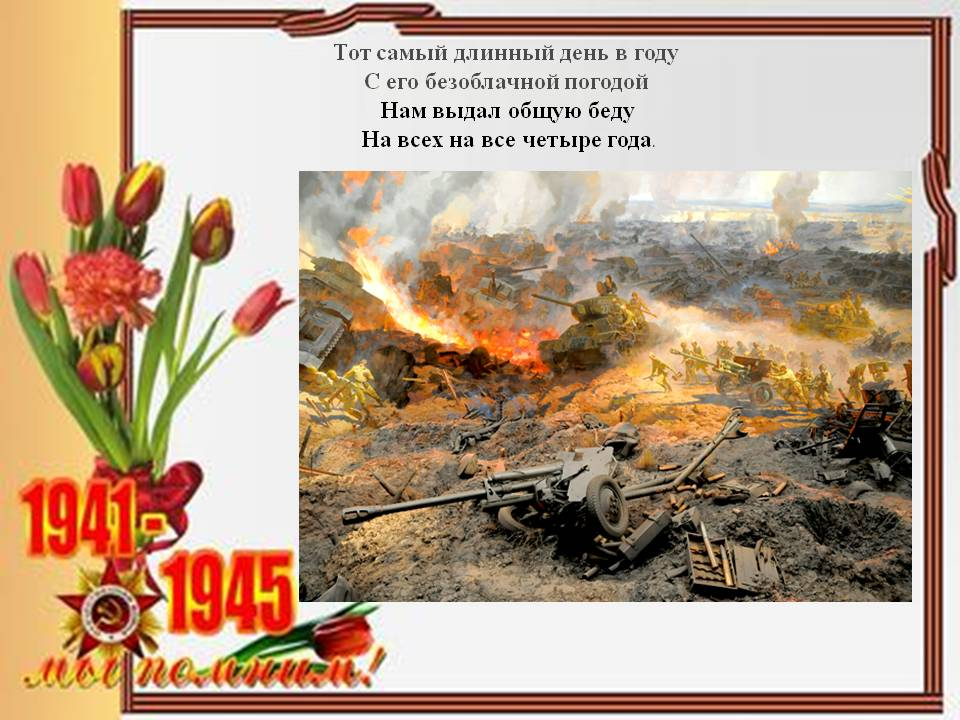 Тот самый длинный день в году
С его безоблачной погодой
Нам выдал общую беду
На всех на все четыре года.
1941-
1945
мы помним!